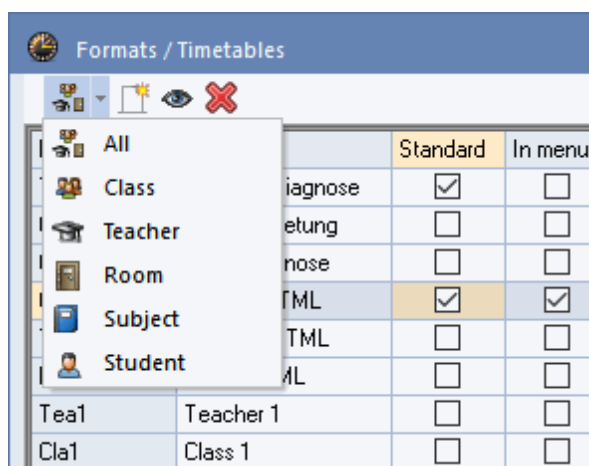 Formats / Timetables
Standard In menu
All
iagnose
Class
etung
Teacher
nose
Room
TML
Subject
TML
Student
ML
Tea1 Teacher 1
Cla1 Class 1